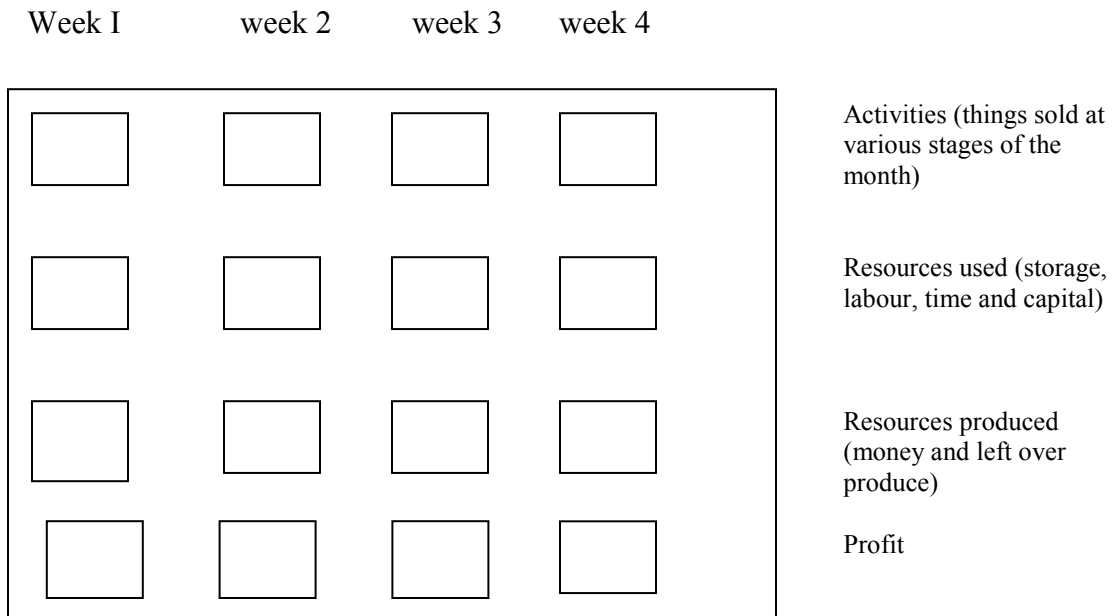 Week I week 2 week 3 week 4
Activities (things sold at
various stages of the
month)
Resources used (storage,
labour, time and capital)
Resources produced
(money and left over
produce)
Profit